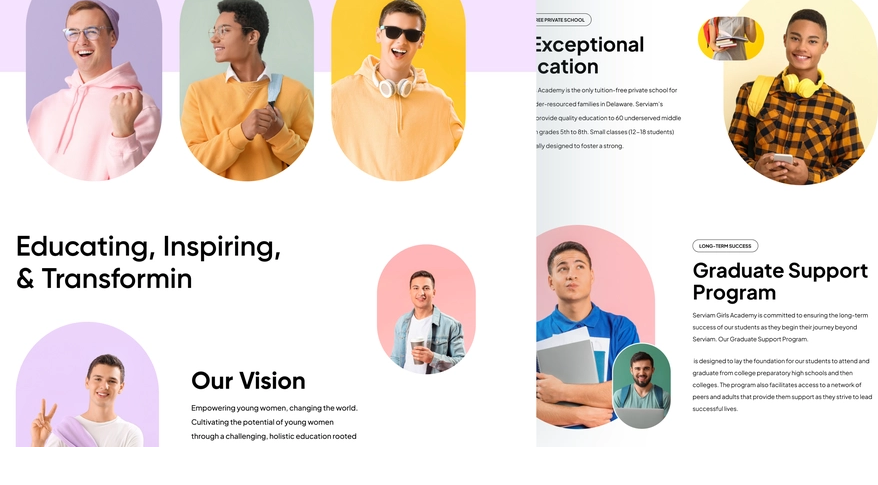 Educating, Inspiring,
& Transformin
Our Vision
Empowering young women, changing the world.
Cultivating the potential of young women
through a challenging, holistic education rooted
REE PRIVATE SCHOOL
Exceptional
cation
Academy is the only tuition-free private school for
der-resourced families in Delaware. Serviam's
provide quality education to 60 underserved middle
n grades 5th to 8th. Small classes (12–18 students)
ally designed to foster a strong.
LONG-TERM SUCCESS
Graduate Support
Program
Serviam Girls Academy is committed to ensuring the long-term
success of our students as they begin their journey beyond
Serviam. Our Graduate Support Program.
is designed to lay the foundation for our students to attend and
graduate from college preparatory high schools and then
colleges. The program also facilitates access to a network of
peers and adults that provide them support as they strive to lead
successful lives.